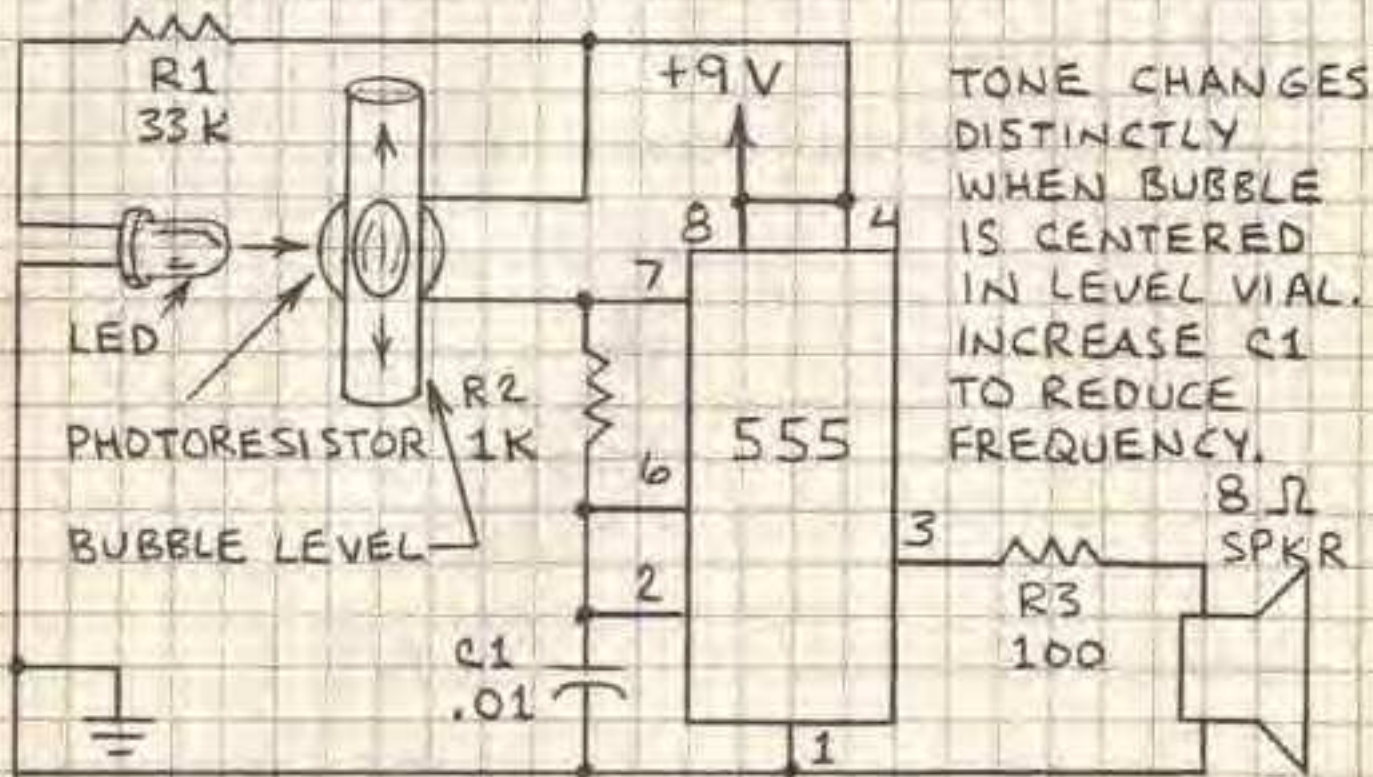 R1
33K
LED
PHOTORESISTOR
BUBBLE LEVEL
R2
1K
C1
.01
+9V
8
4
7
6
2
555
3
1
R3
100
8 Ω
SPKR
TONE CHANGES
DISTINCTLY
WHEN BUBBLE
IS CENTERED
IN LEVEL VIAL.
INCREASE C1
TO REDUCE
FREQUENCY.